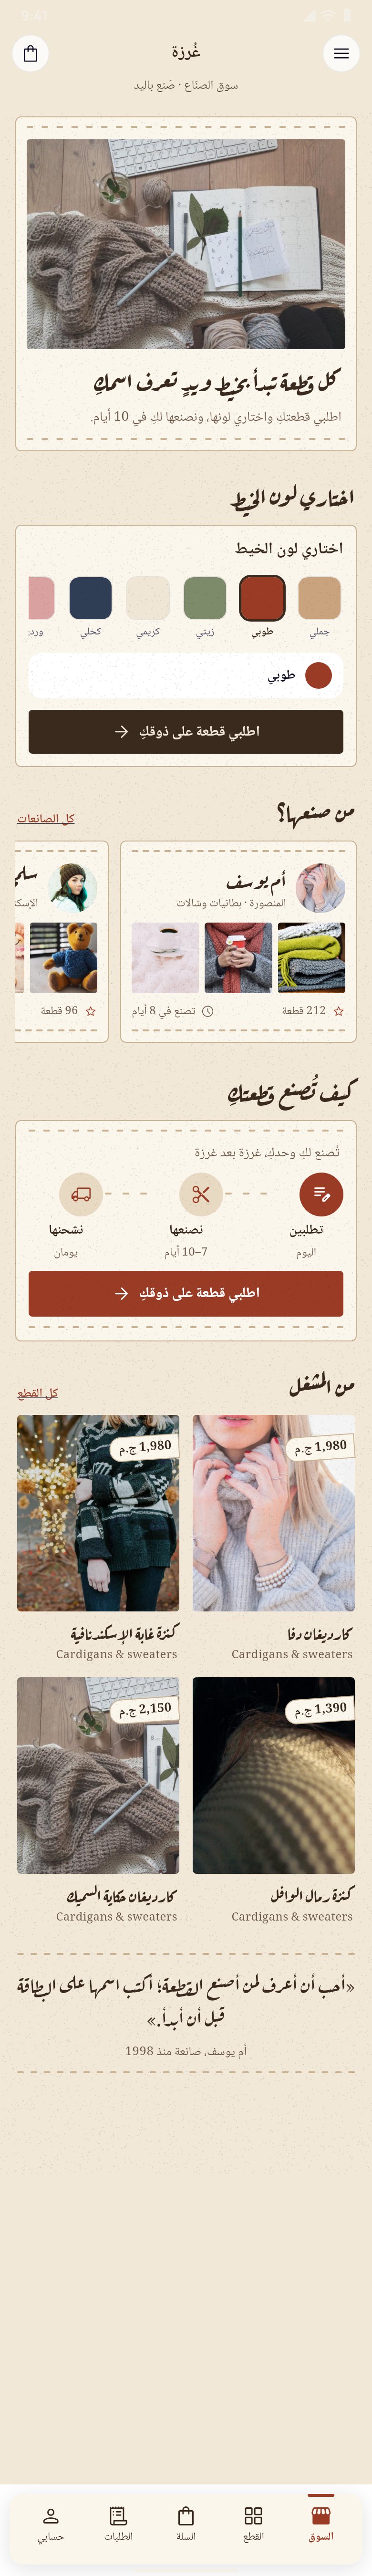 9:41
غُرزة
سوق الصنّاع · صُنع باليد
كل قطعة تبدأ بخيط ويدٍ تعرف اسمكِ
اطلبي قطعتكِ واختاري لونها، ونصنعها لكِ في 10 أيام.
اختاري لون الخيط
اختاري لون الخيط
جملي
طوبي
زيتي
كريمي
كحلي
طوبي
اطلبي قطعة على ذوقكِ
من صنعها؟
كل الصانعات
أم يوسف
المنصورة · بطانيات وشالات
212 قطعة
تصنع في 8 أيام
96 قطعة
كيف تُصنع قطعتكِ
تُصنع لكِ وحدكِ، غرزة بعد غرزة
تطلبين
اليوم
نصنعها
7–10 أيام
نشحنها
يومان
اطلبي قطعة على ذوقكِ
من المشغل
كل القطع
1,980 ج.م
كارديغان دفا
Cardigans & sweaters
1,980 ج.م
كنزة غابة الإسكندنافية
Cardigans & sweaters
1,390 ج.م
كنزة رمال الوافل
Cardigans & sweaters
2,150 ج.م
كارديغان حكاية السميك
Cardigans & sweaters
«أحب أن أعرف لمن أصنع القطعة؛ أكتب اسمها على البطاقة
قبل أن أبدأ.»
أم يوسف، صانعة منذ 1998
السوق
القطع
السلة
الطلبات
حسابي